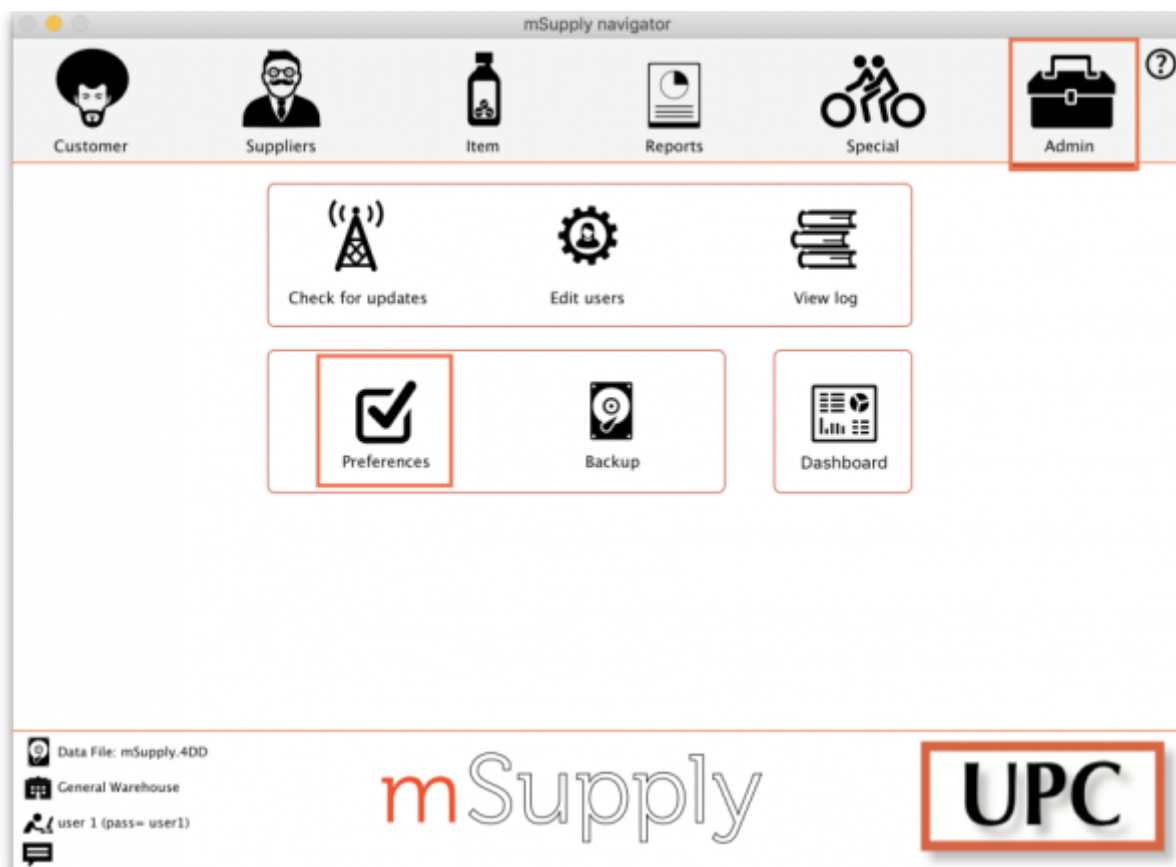 mSupply navigator
Customer
Suppliers
Item
Reports
Special
Admin
?
Check for updates
Edit users
View log
Preferences
Backup
Dashboard
Data File: mSupply.4DD
General Warehouse
user 1 (pass= user1)
mSupply
UPC